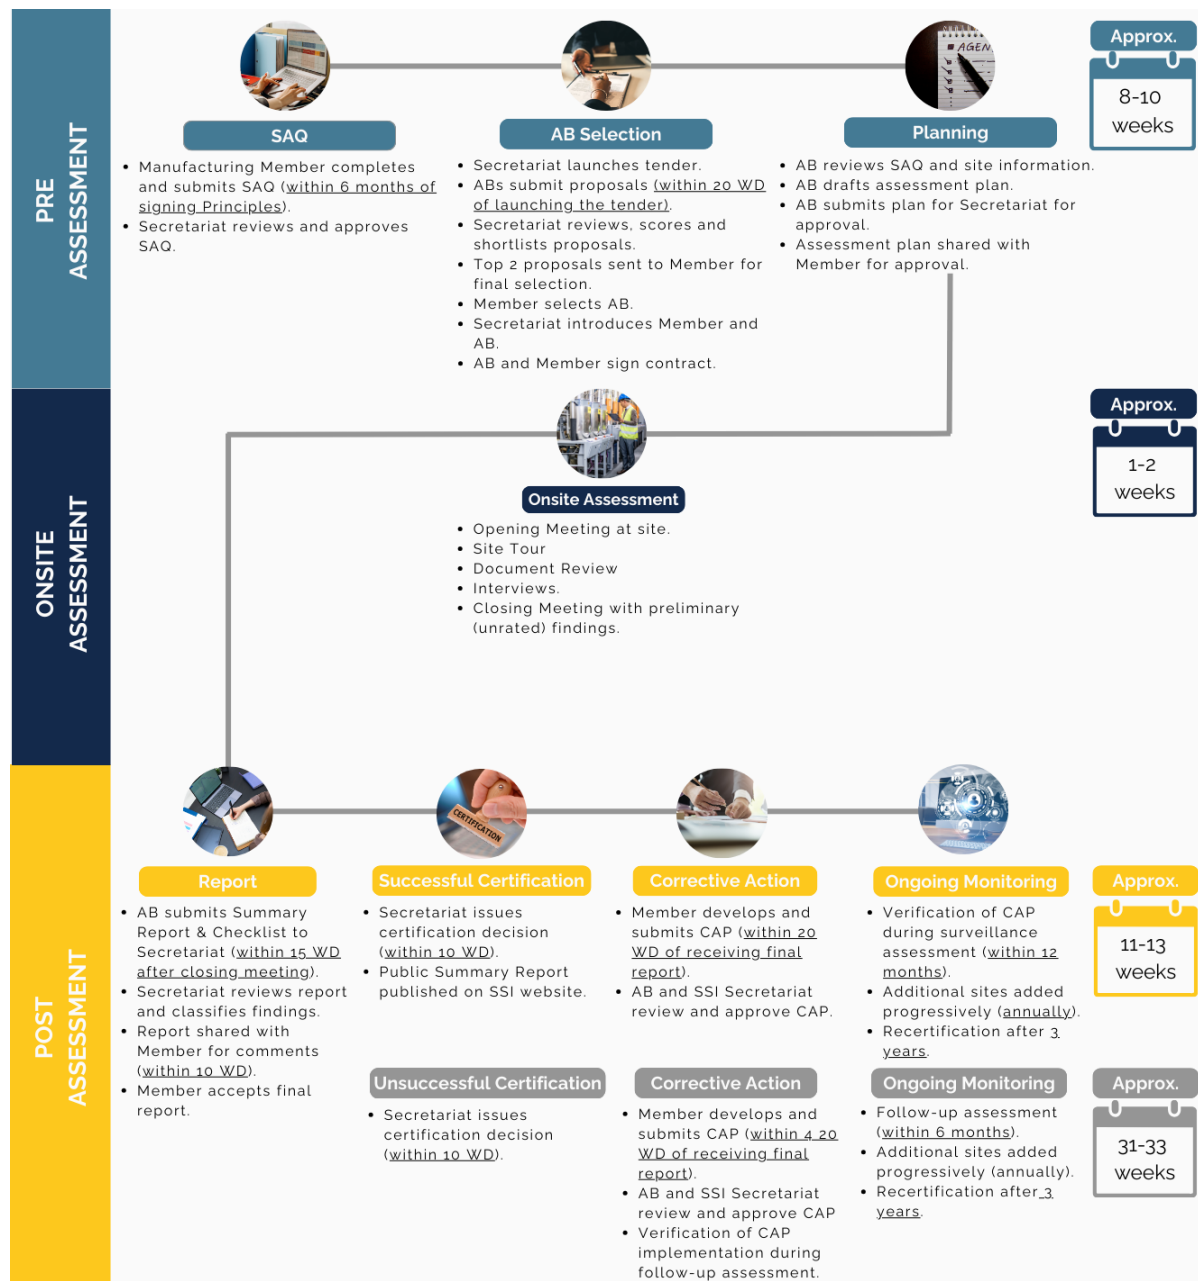 PRE
ASSESSMENT
SAQ
• Manufacturing Member completes
and submits SAQ (within 6 months of
signing Principles).
• Secretariat reviews and approves
SAQ.
AB Selection
• Secretariat launches tender.
• ABs submit proposals (within 20 WD
of launching the tender).
• Secretariat reviews, scores and
shortlists proposals.
• Top 2 proposals sent to Member for
final selection.
• Member selects AB.
• Secretariat introduces Member and
AB.
• AB and Member sign contract.
AGEN
Planning
• AB reviews SAQ and site information.
• AB drafts assessment plan.
• AB submits plan for Secretariat for
approval.
• Assessment plan shared with
Member for approval.
Approx.
8-10
weeks
ONSITE
ASSESSMENT
Onsite Assessment
• Opening Meeting at site.
• Site Tour
• Document Review
• Interviews.
• Closing Meeting with preliminary
(unrated) findings.
Approx.
1-2
weeks
POST
ASSESSMENT
Report
• AB submits Summary
Report & Checklist to
Secretariat (within 15 WD
after closing meeting).
• Secretariat reviews report
and classifies findings.
• Report shared with
Member for comments
(within 10 WD).
• Member accepts final
report.
CERTIFICATION
Successful Certification
• Secretariat issues
certification decision
(within 10 WD).
• Public Summary Report
published on SSI website.
Corrective Action
• Member develops and
submits CAP (within 20
WD of receiving final
report).
• AB and SSI Secretariat
review and approve CAP.
Ongoing Monitoring
• Verification of CAP
during surveillance
assessment (within 12
months).
• Additional sites added
progressively (annually).
• Recertification after 3
years.
Approx.
11-13
weeks
Unsuccessful Certification
• Secretariat issues
certification decision
(within 10 WD).
Corrective Action
• Member develops and
submits CAP (within 4 20
WD of receiving final
report).
• AB and SSI Secretariat
review and approve CAP
• Verification of CAP
implementation during
follow-up assessment.
Ongoing Monitoring
• Follow-up assessment
(within 6 months).
• Additional sites added
progressively (annually).
• Recertification after 3
years.
Approx.
31-33
weeks